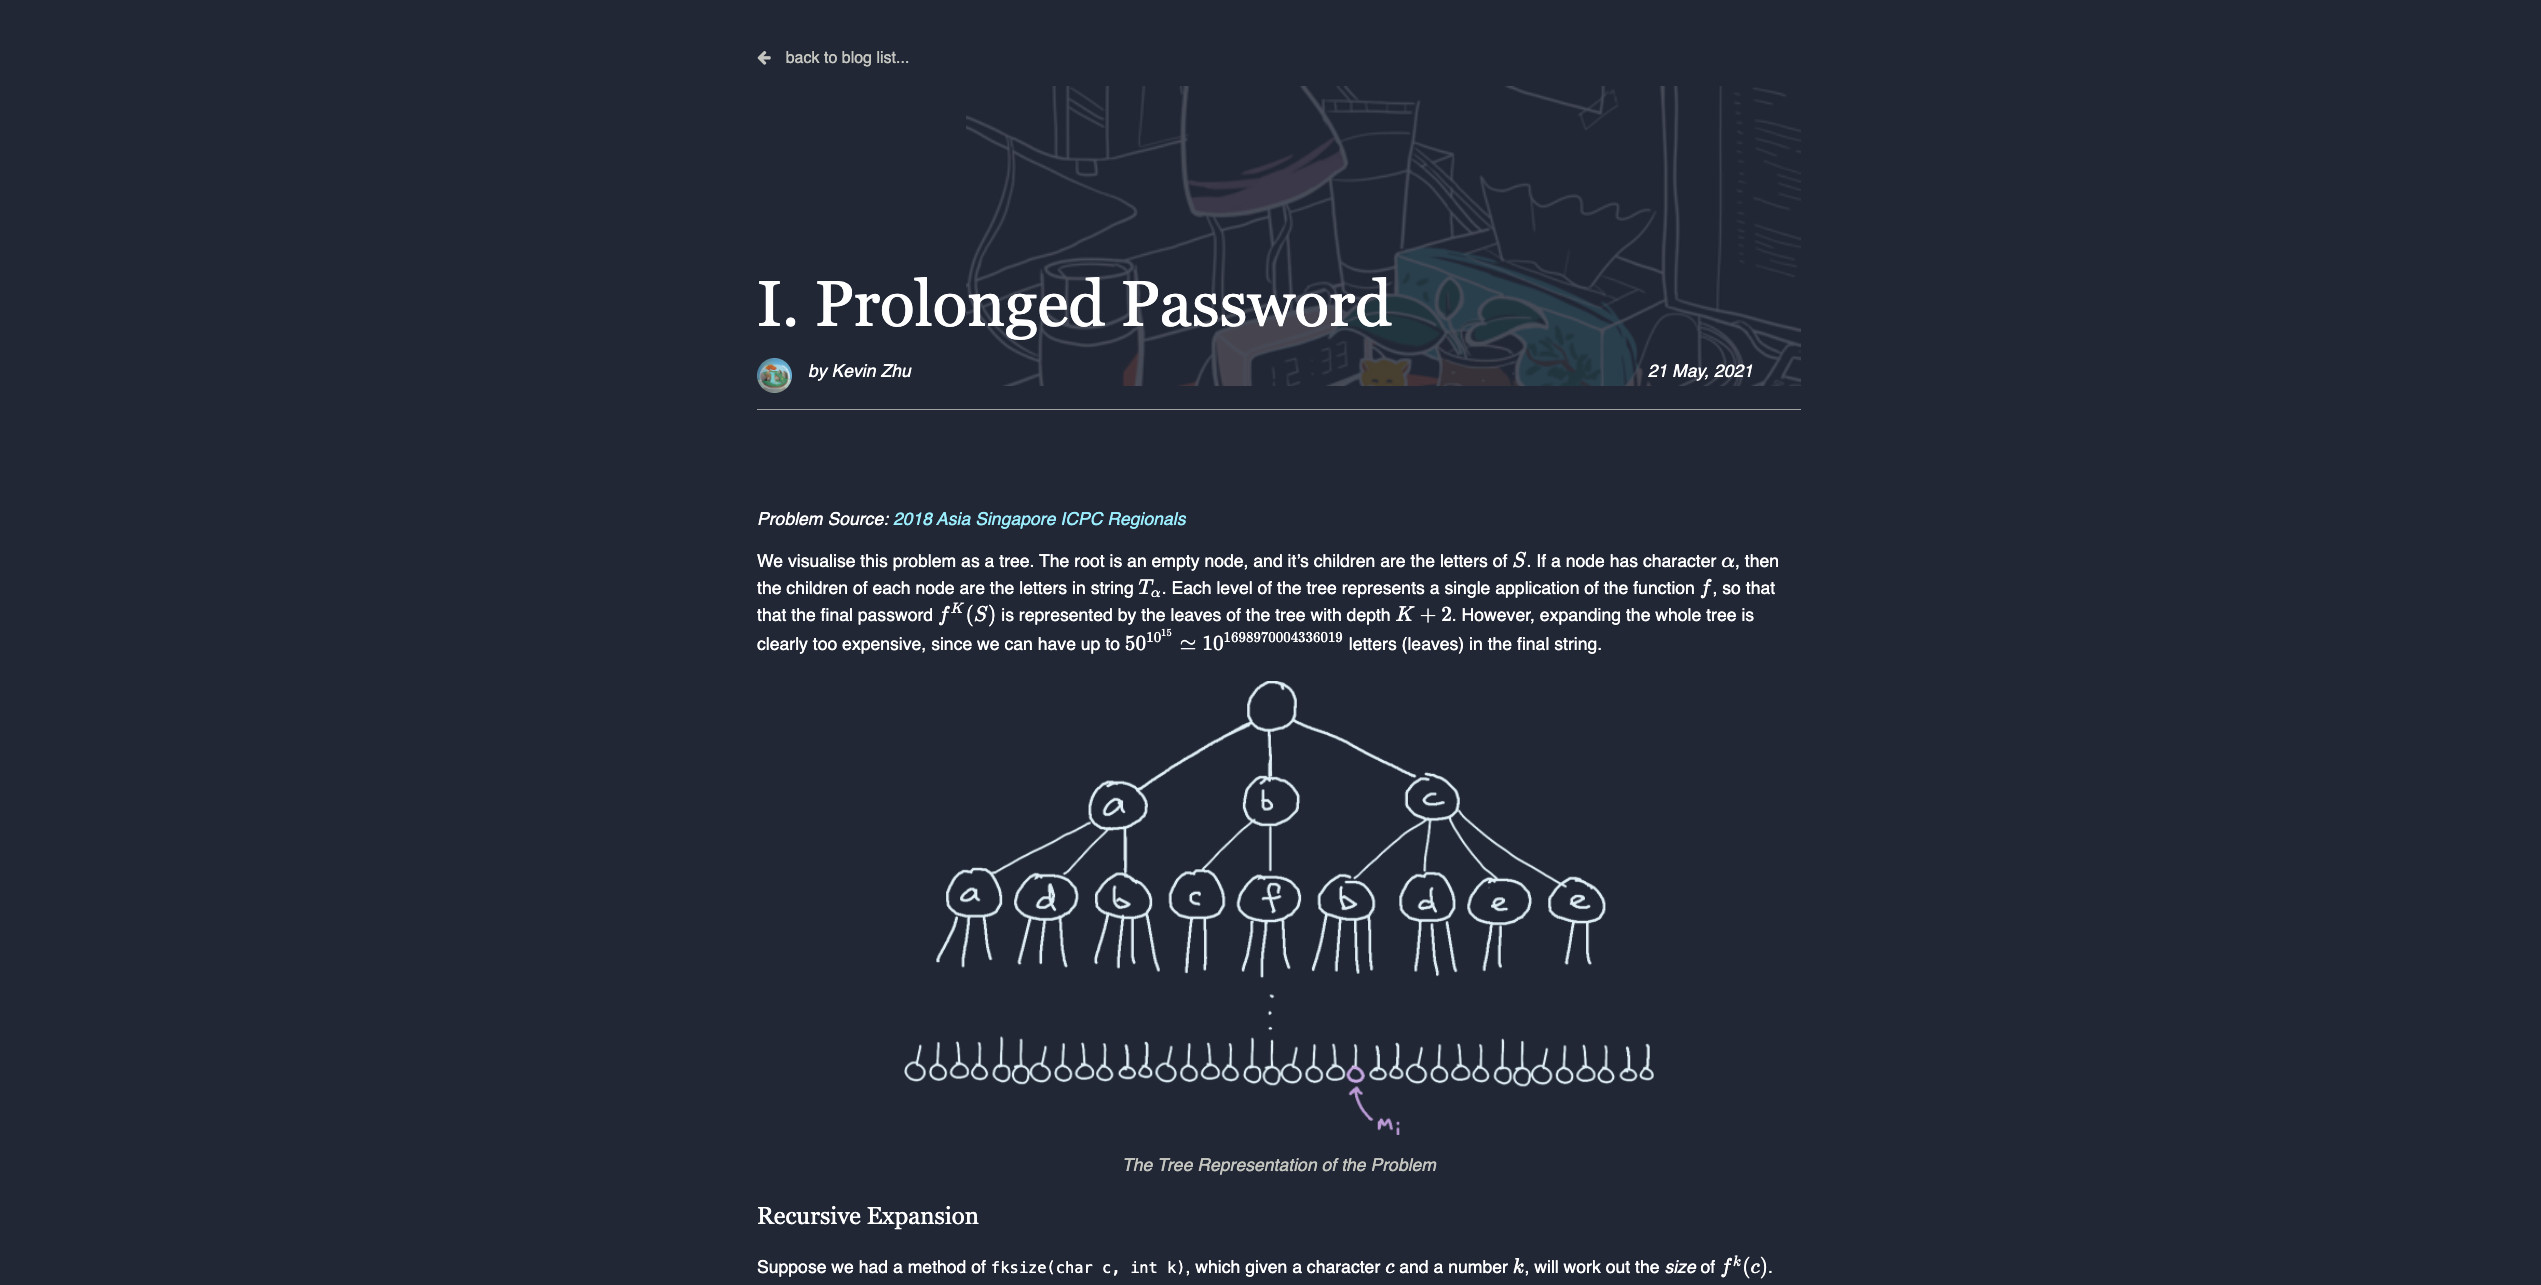 back to blog list...
I. Prolonged Password
by Kevin Zhu
21 May, 2021
Problem Source: 2018 Asia Singapore ICPC Regionals
We visualise this problem as a tree. The root is an empty node, and it's children are the letters of S. If a node has character α, then
the children of each node are the letters in string T_α. Each level of the tree represents a single application of the function f, so that
that the final password f^K(S) is represented by the leaves of the tree with depth K + 2. However, expanding the whole tree is
clearly too expensive, since we can have up to 50^{10^{15}} ≃ 10^{1698970004336019} letters (leaves) in the final string.
a b c
a d b c f b d e e
m_i
The Tree Representation of the Problem
Recursive Expansion
Suppose we had a method of fksize(char c, int k), which given a character c and a number k, will work out the size of f^k(c).